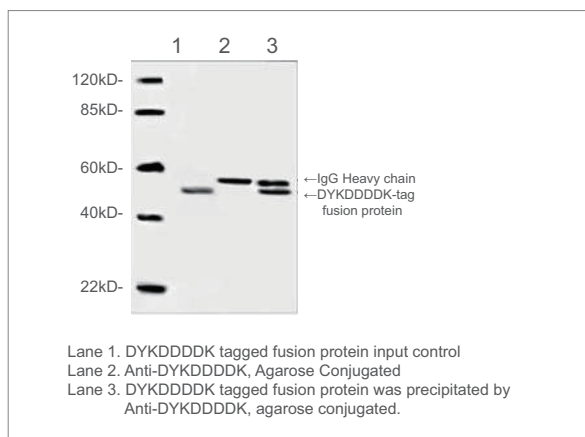 1 2 3
120kD-
85kD-
60kD-
←IgG Heavy chain
←DYKDDDDK-tag
fusion protein
40kD-
22kD-
Lane 1. DYKDDDDK tagged fusion protein input control
Lane 2. Anti-DYKDDDDK, Agarose Conjugated
Lane 3. DYKDDDDK tagged fusion protein was precipitated by
Anti-DYKDDDDK, agarose conjugated.